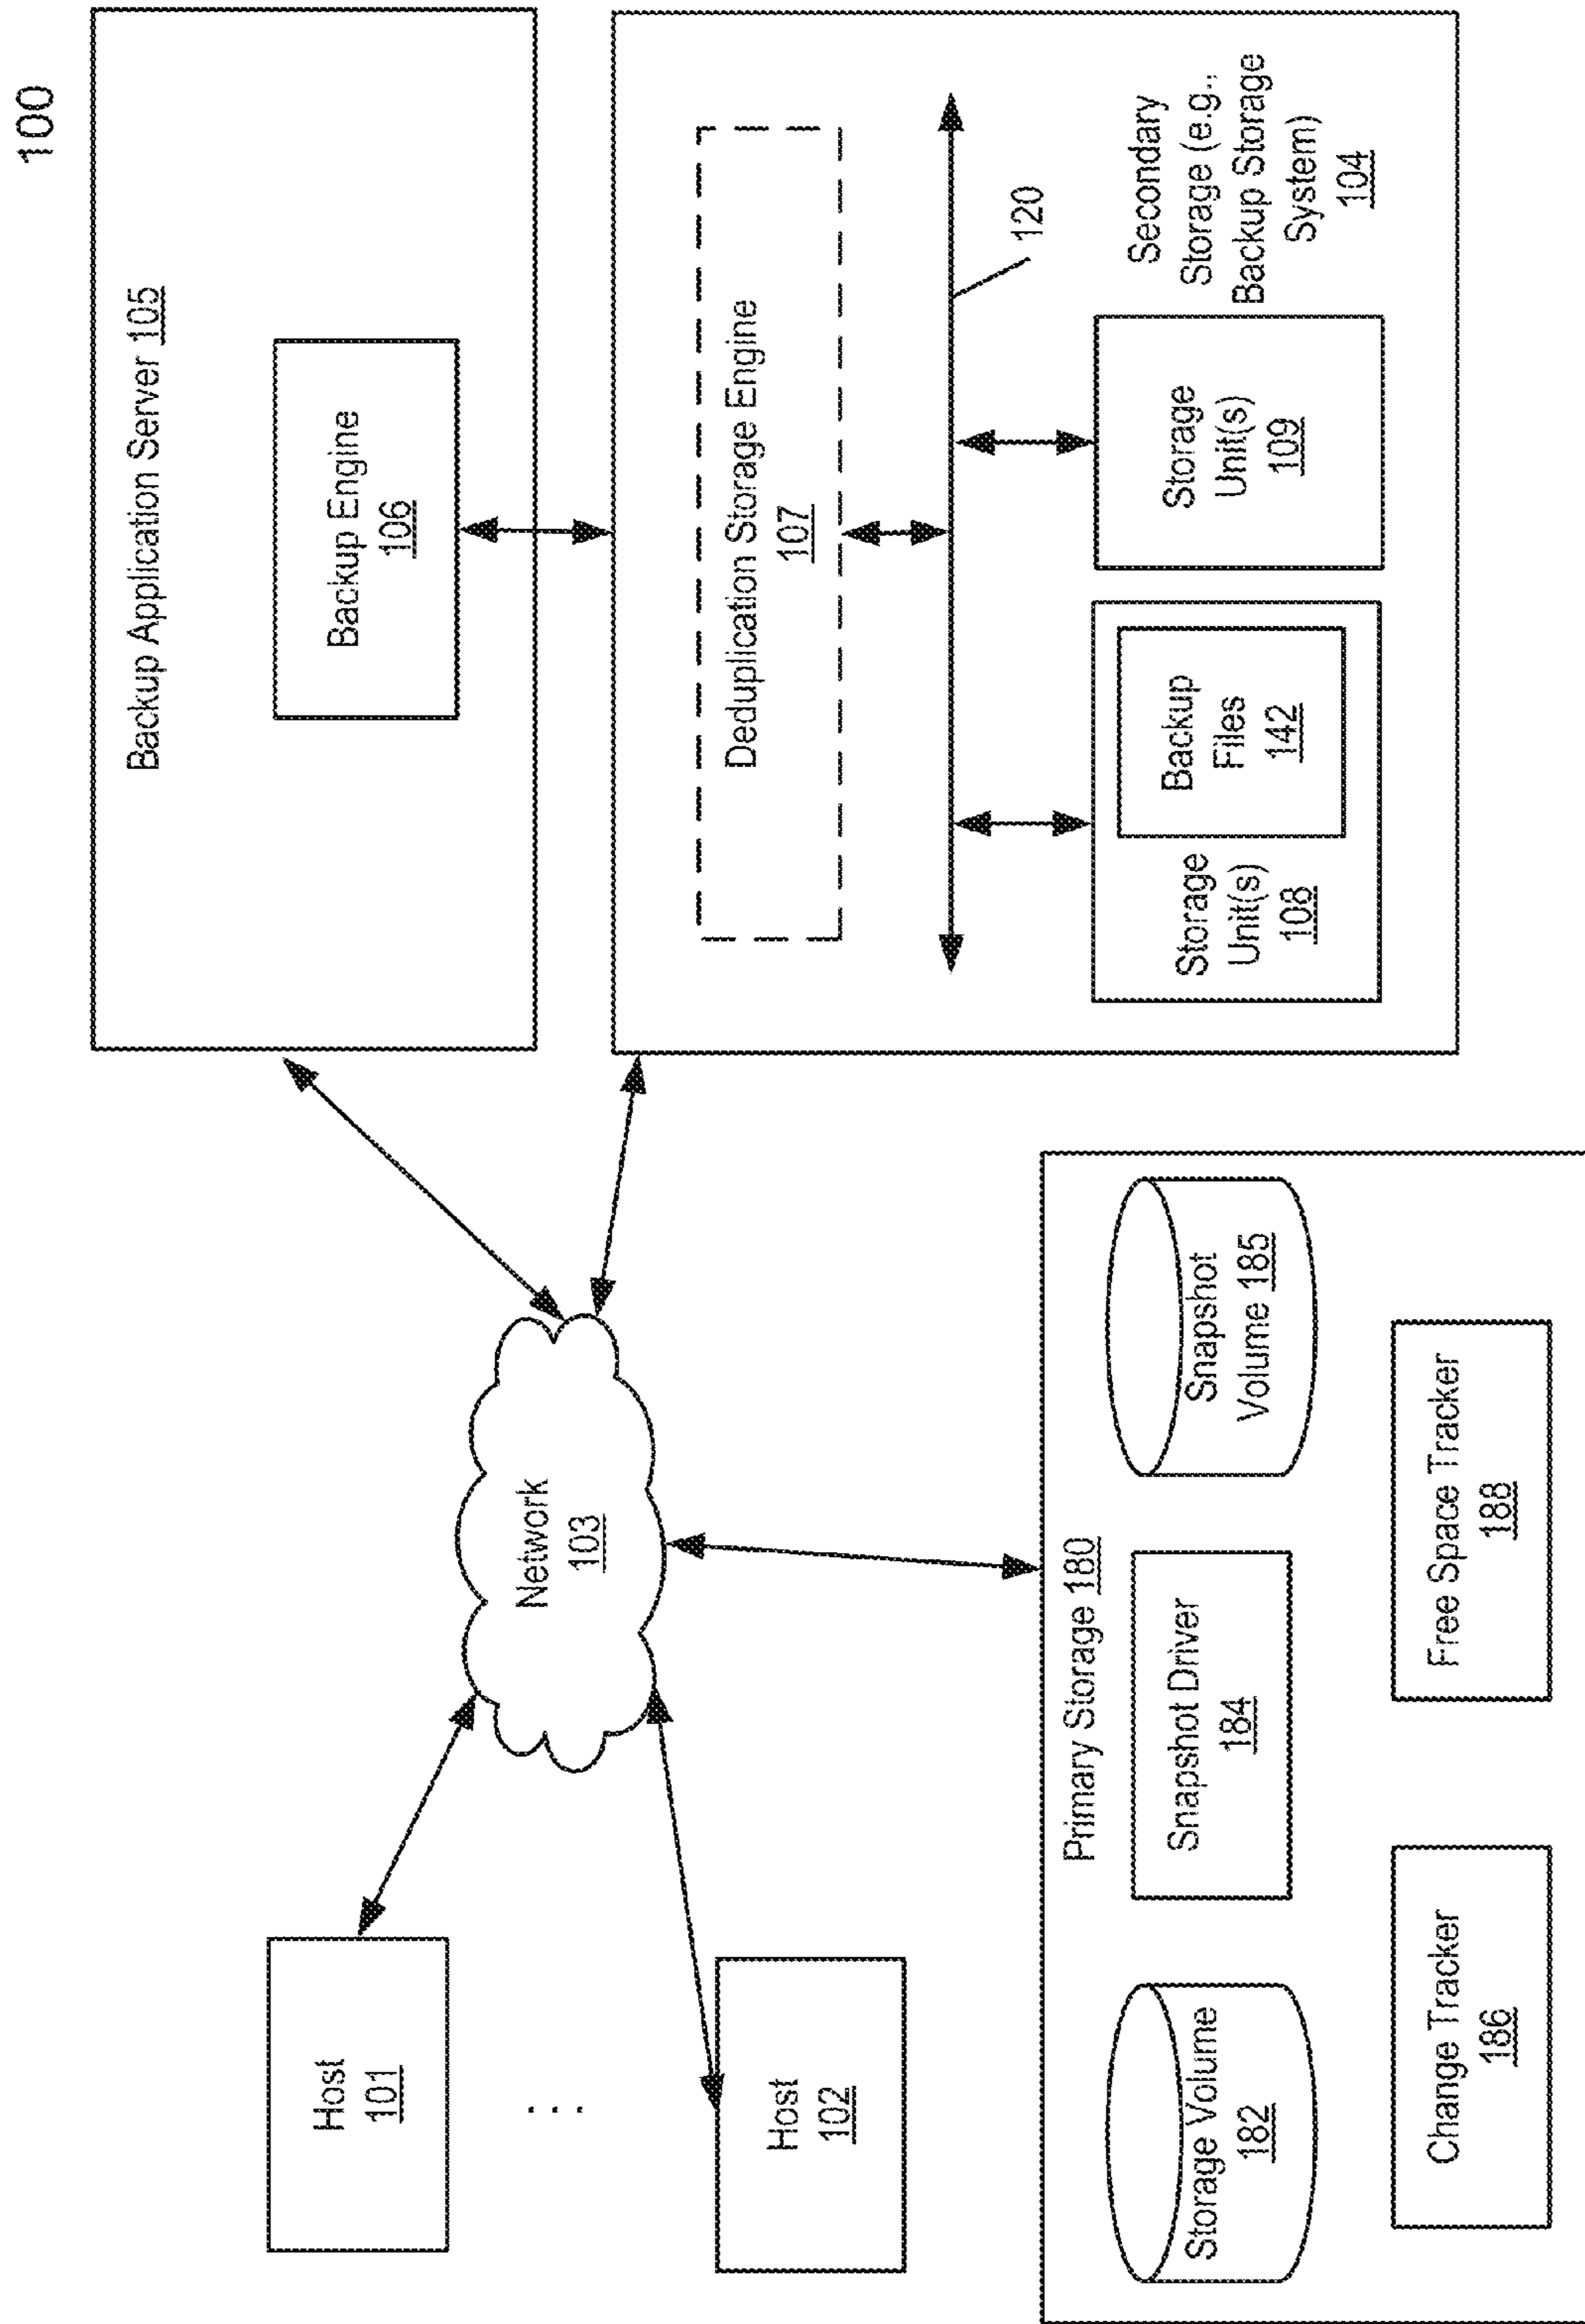 100
Backup Application Server 105
Backup Engine
106
Deduplication Storage Engine
107
120
Storage
Unit(s)
108
Backup
Files
142
Storage
Unit(s)
109
Secondary
Storage (e.g.,
Backup Storage
System)
104
Host
101
. . .
Host
102
Network
103
Primary Storage 180
Storage Volume
182
Snapshot Driver
184
Snapshot
Volume 185
Change Tracker
186
Free Space Tracker
188